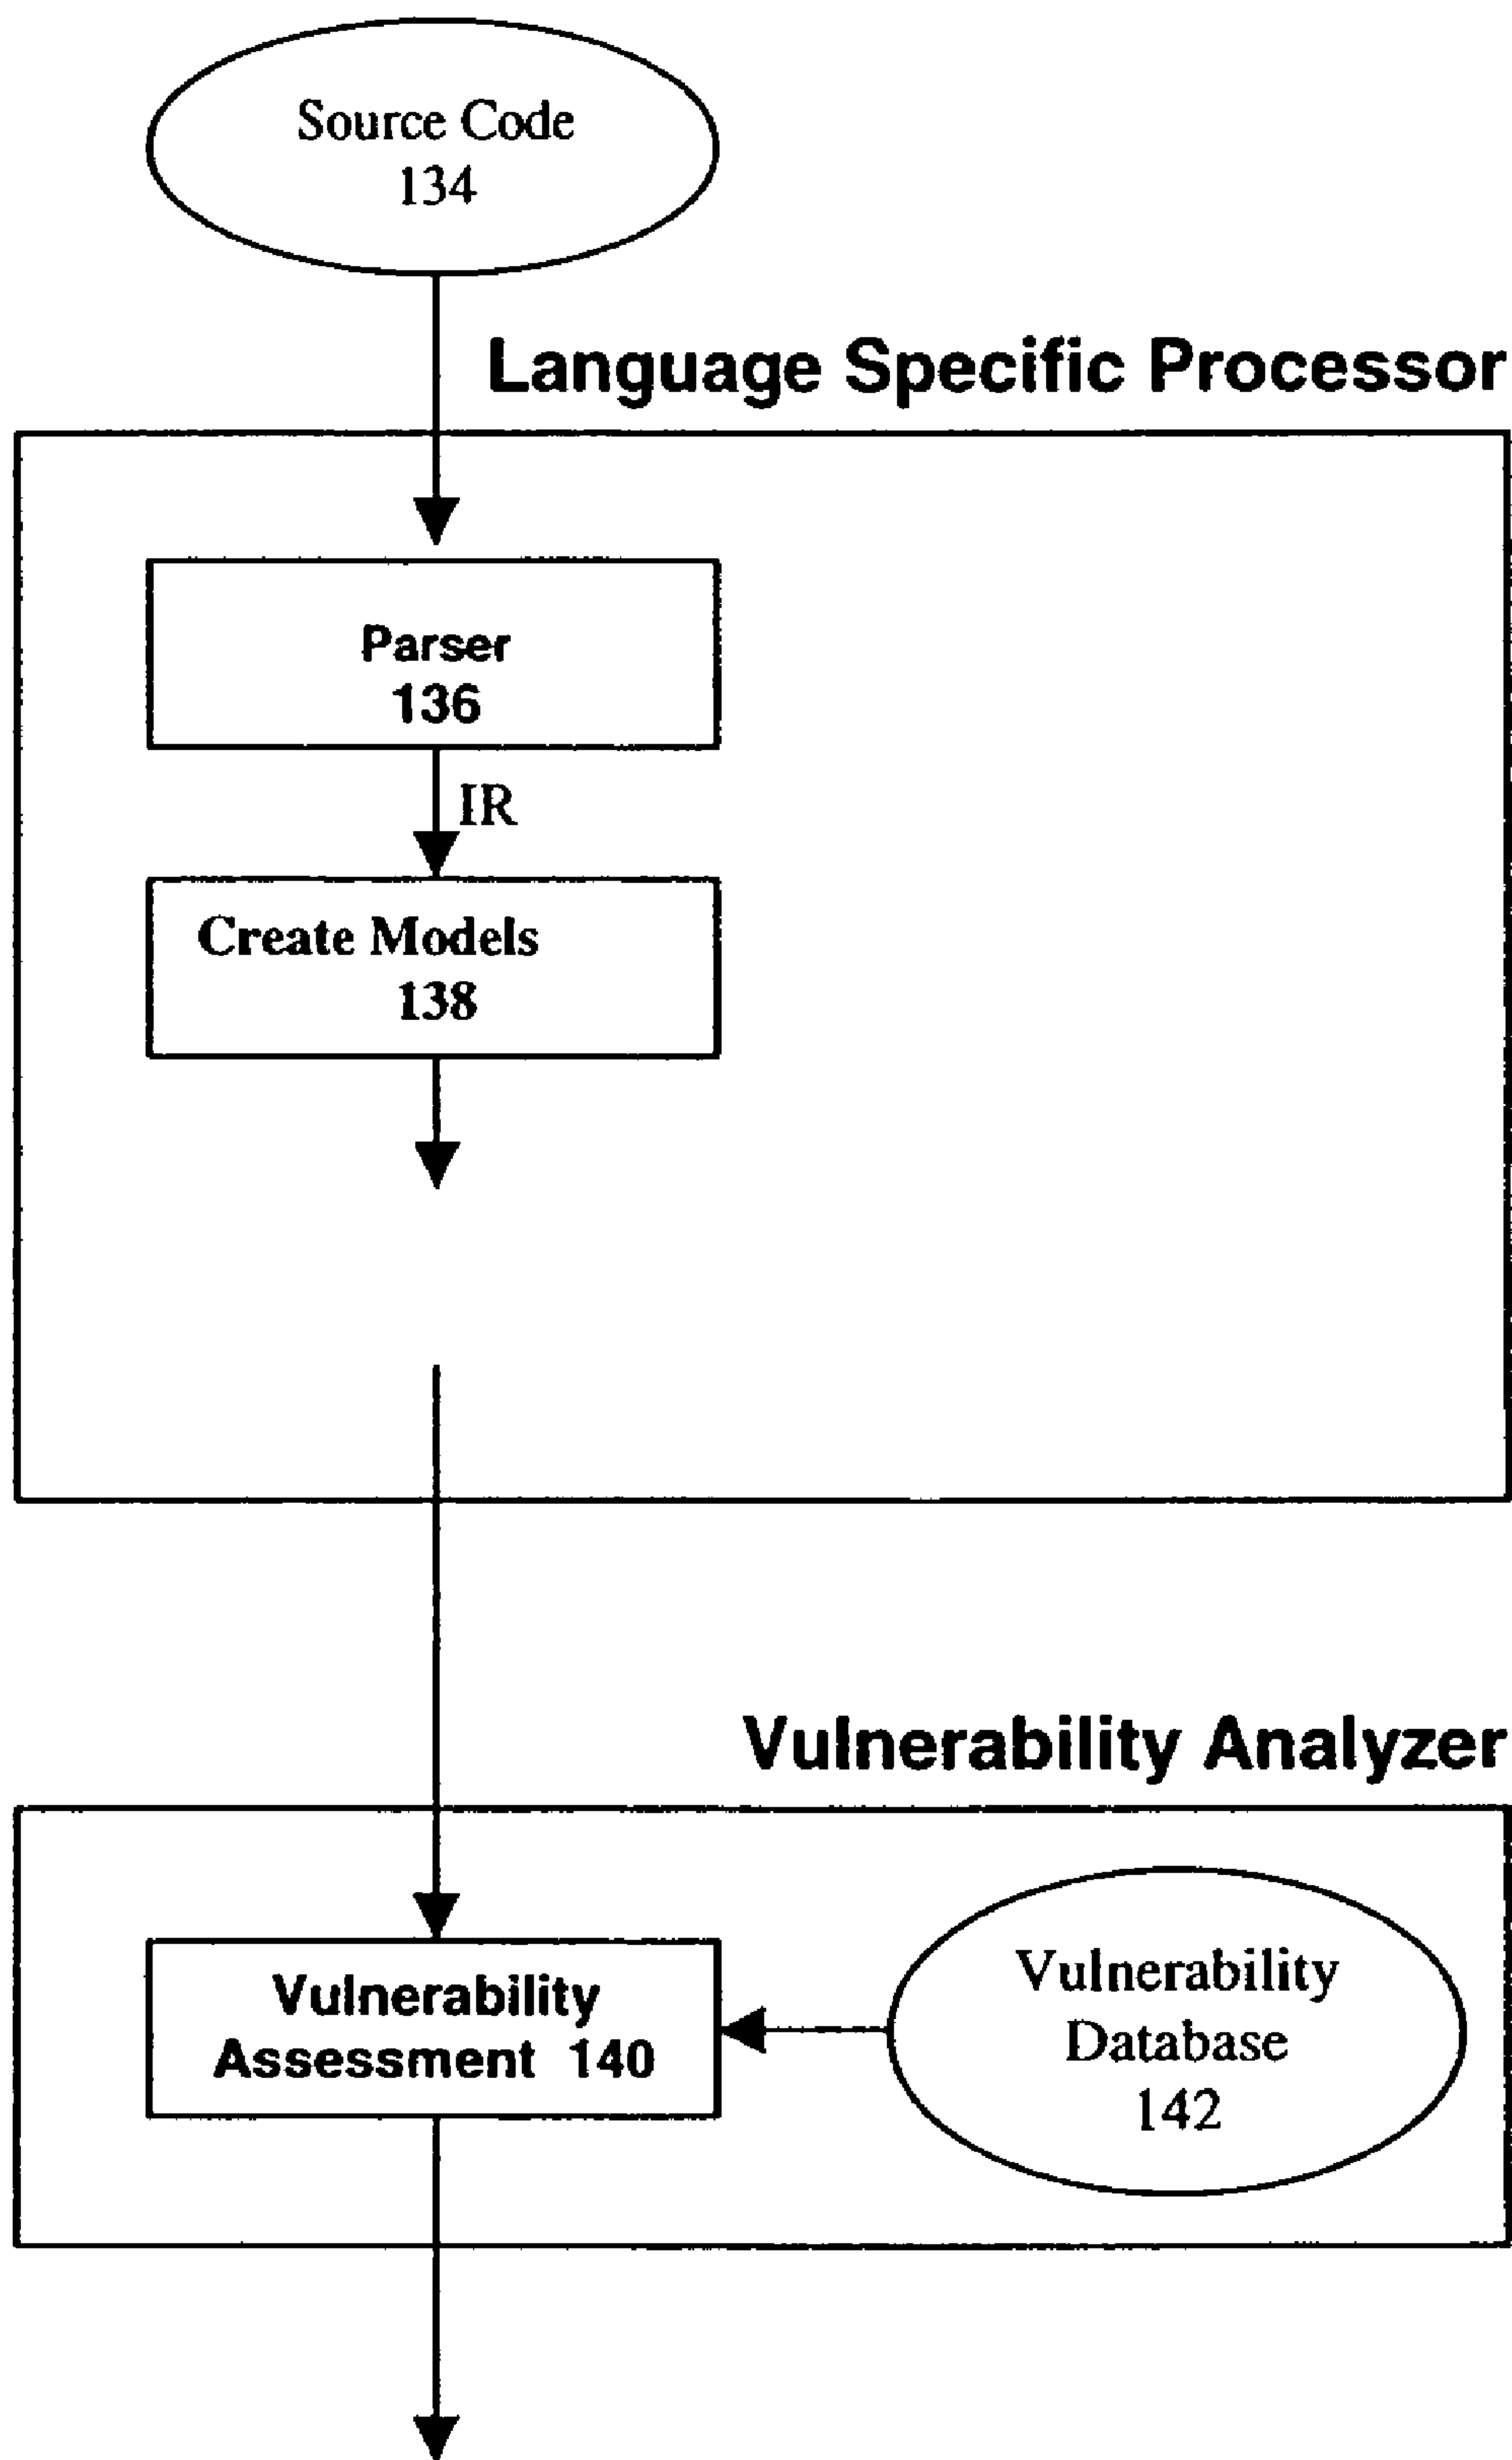 Source Code
134
Language Specific Processor
Parser
136
IR
Create Models
138
Vulnerability Analyzer
Vulnerability
Assessment 140
Vulnerability
Database
142